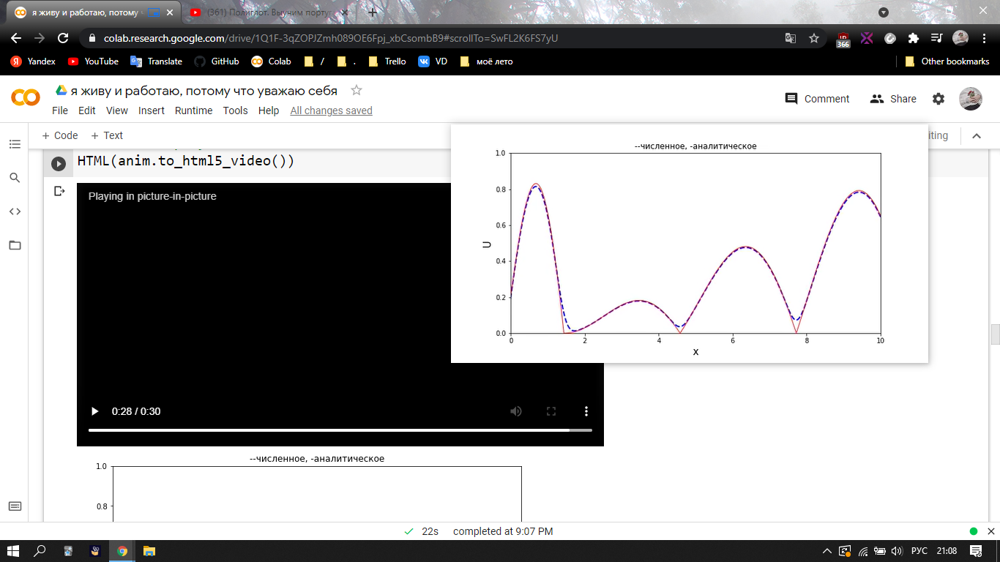 я живу и работаю, потому
(361) Полиглот. Выучим португ
colab.research.google.com/drive/1Q1F-3qZOPJZmh089OE6Fpj_xbCsombB9#scrollTo=SwFL2K6FS7yU
366
Yandex YouTube Translate GitHub Colab / . Trello VD моё лето Other bookmarks
я живу и работаю, потому что уважаю себя
Comment Share
File Edit View Insert Runtime Tools Help All changes saved
+ Code + Text
iting
HTML(anim.to_html5_video())
Playing in picture-in-picture
0:28 / 0:30
--численное, -аналитическое
1.0
0.8
0.6
U
0.4
0.2
0.0
0 2 4 6 8 10
x
--численное, -аналитическое
1.0
0.8
22s completed at 9:07 PM
РУС 21:08